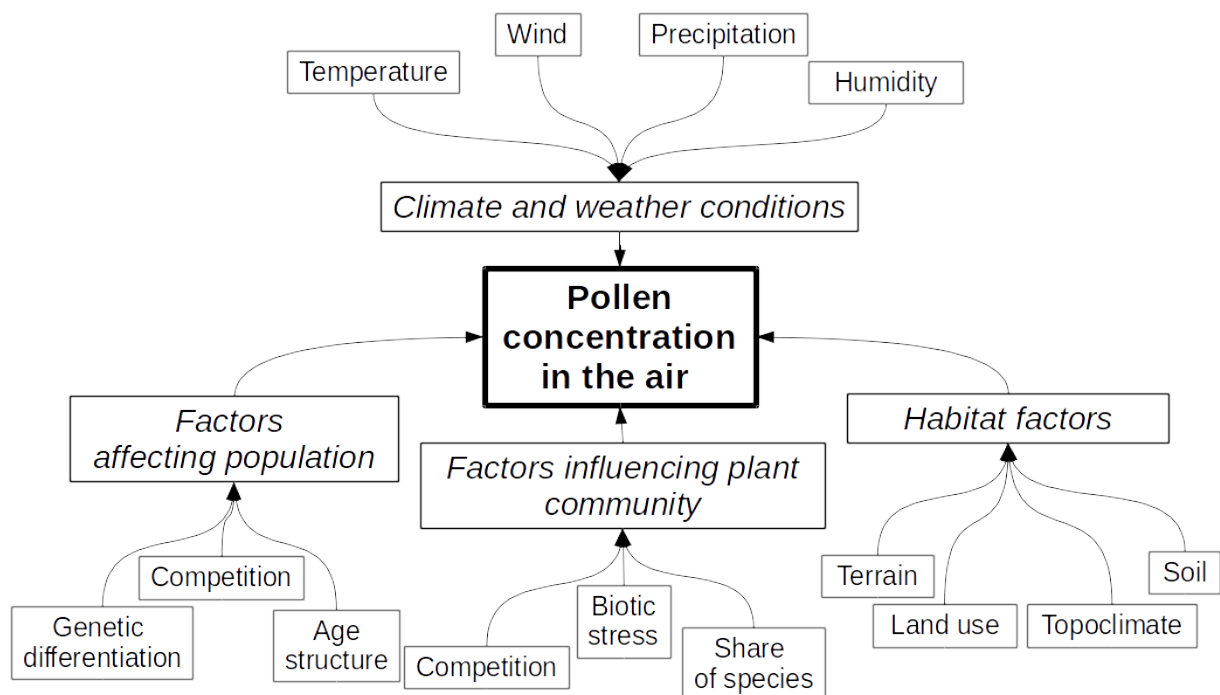 Wind
Precipitation
Temperature
Humidity
Climate and weather conditions
Pollen
concentration
in the air
Factors
affecting population
Habitat factors
Factors influencing plant
community
Competition
Genetic
differentiation
Age
structure
Competition
Biotic
stress
Share
of species
Terrain
Land use
Topoclimate
Soil